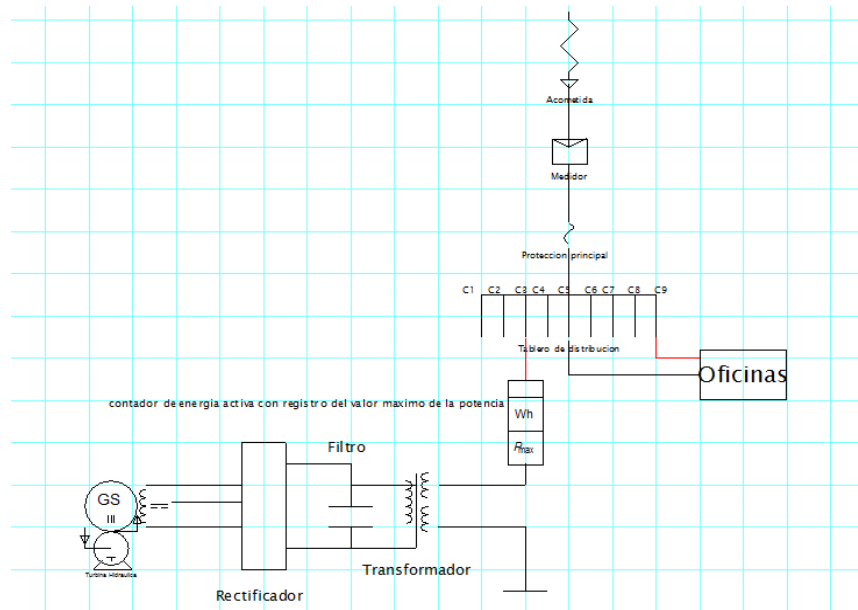 Acometida
Medidor
Proteccion principal
C1 C2 C3 C4 C5 C6 C7 C8 C9
Tablero de distribucion
Oficinas
contador de energia activa con registro del valor maximo de la potencia
Wh
Pmax
Filtro
GS
T
Turbina Hidraulica
Transformador
Rectificador